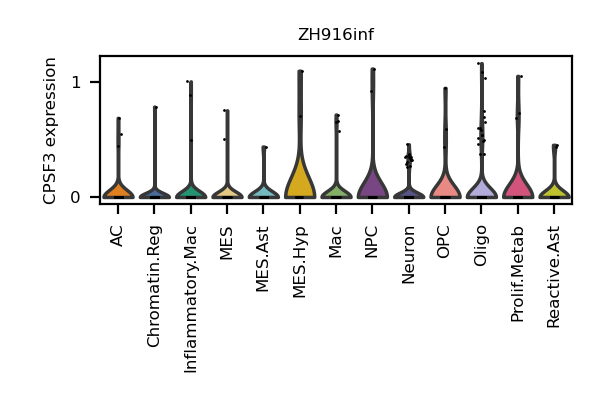 ZH916inf
CPSF3 expression
1
0
AC
Chromatin.Reg
Inflammatory.Mac
MES
MES.Ast
MES.Hyp
Mac
NPC
Neuron
OPC
Oligo
Prolif.Metab
Reactive.Ast